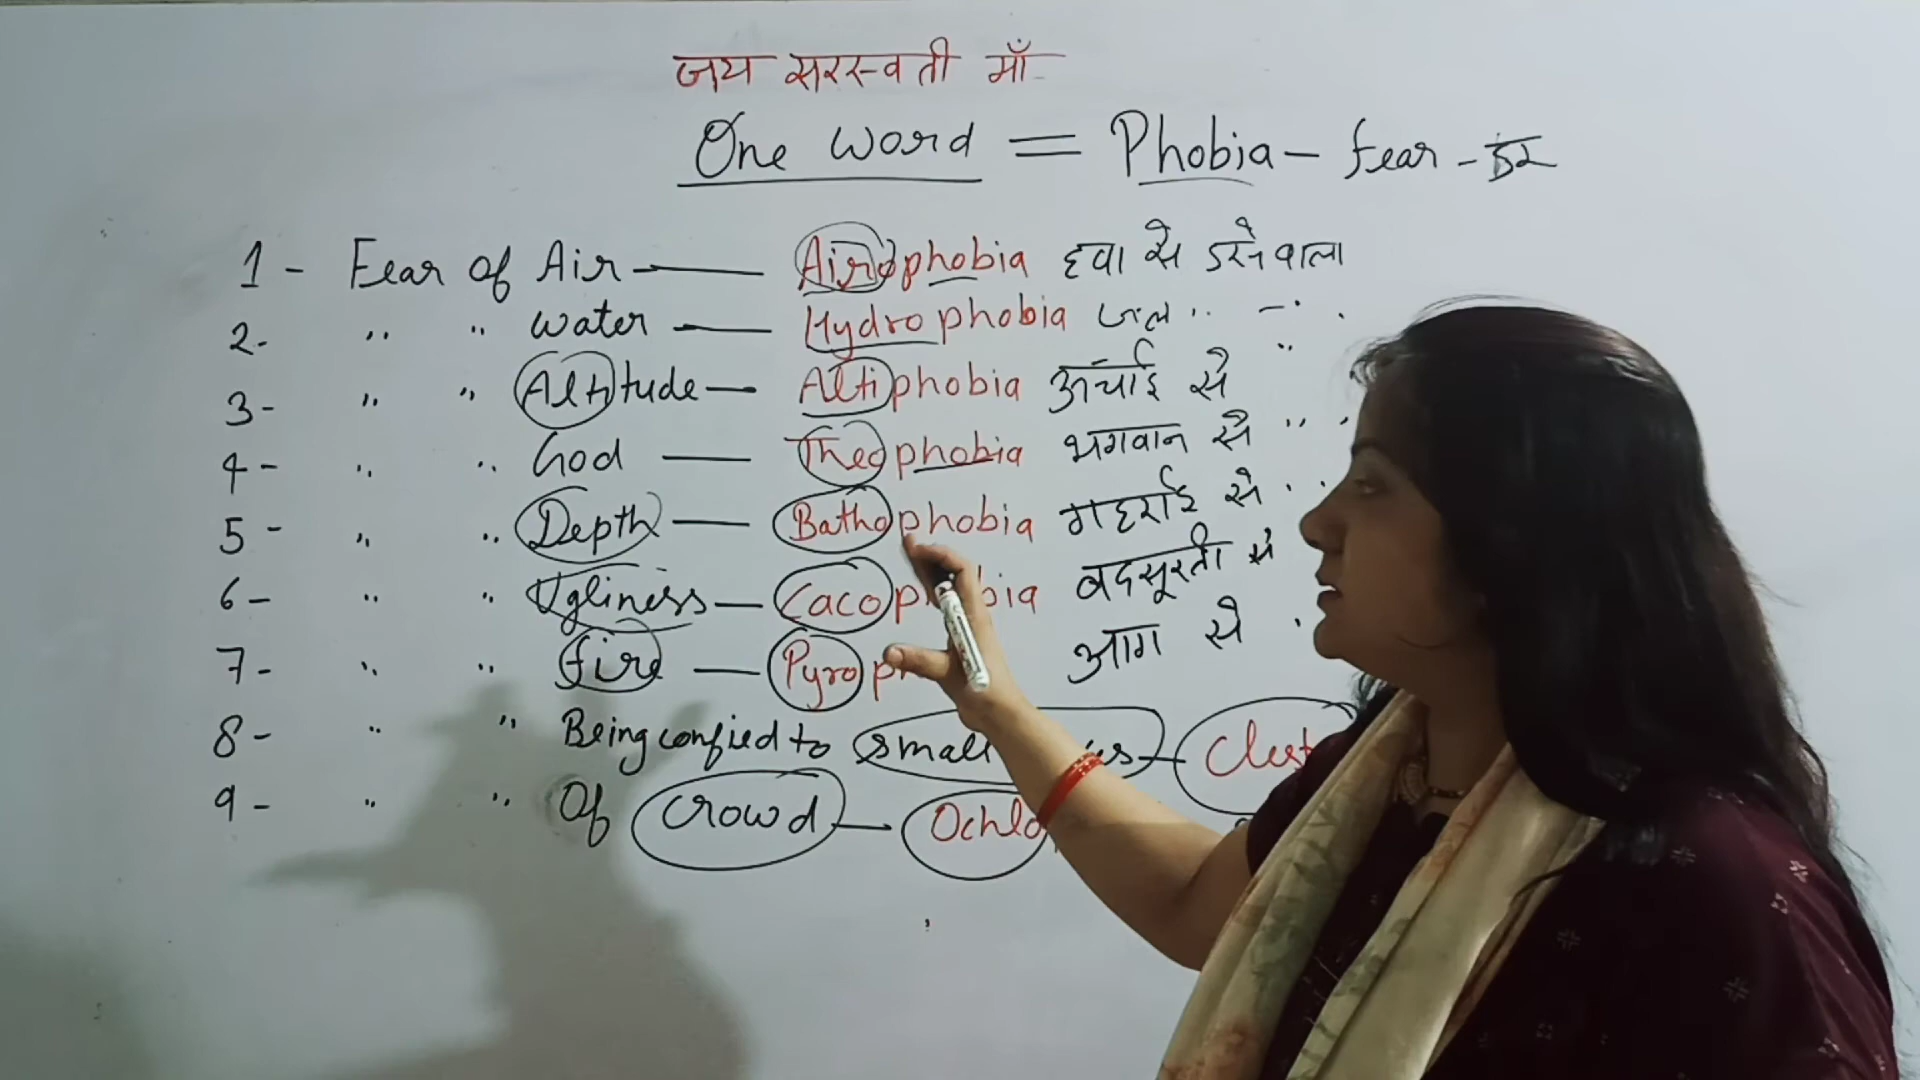 जय सरस्वती माँ
One word = Phobia - fear - डर
1 - Fear of Air — Airophobia हवा से डरने वाला
2 - " " water — Hydrophobia जल " "
3 - " " Altitude — Altiphobia ऊंचाई से "
4 - " " God — Theophobia भगवान से " "
5 - " " Depth — Bathophobia गहराई से " "
6 - " " Ugliness — Cacophobia बदसूरती से
7 - " " fire — Pyroph आग से "
8 - " " Being confied to small — Clest
9 - " " Of Crowd — Ochlo